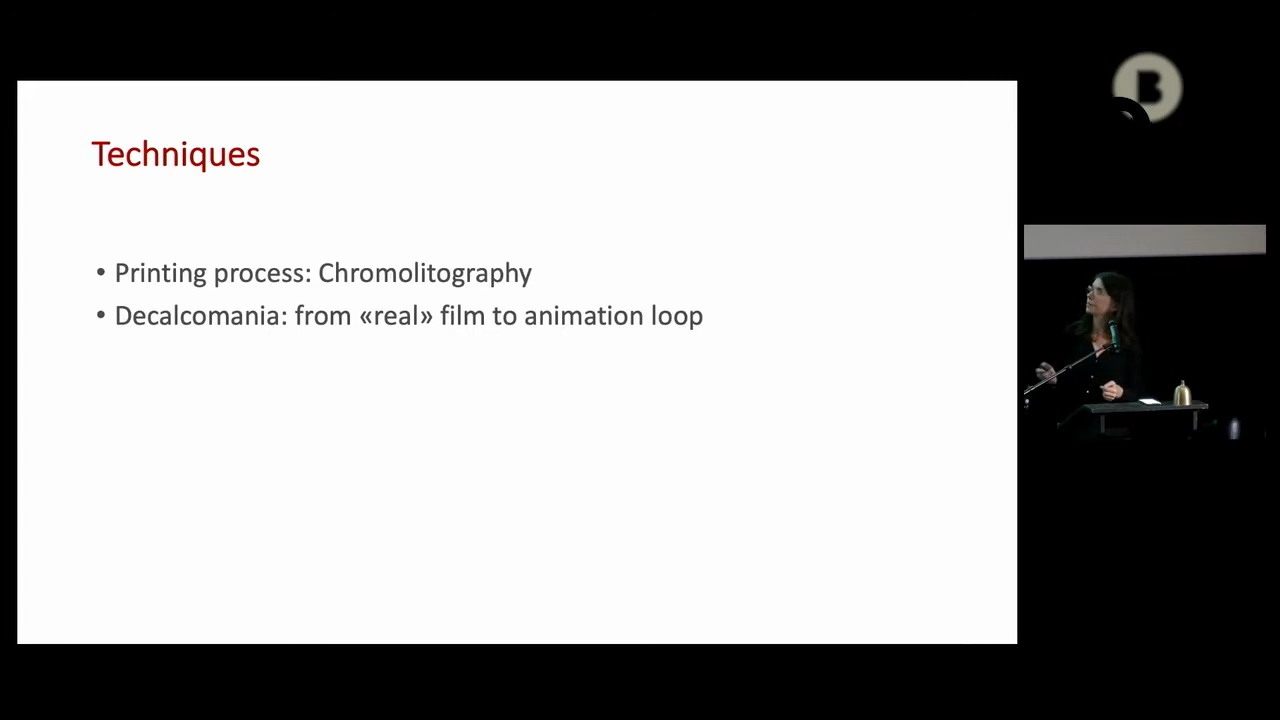 B
Techniques
• Printing process: Chromolitography
• Decalcomania: from «real» film to animation loop